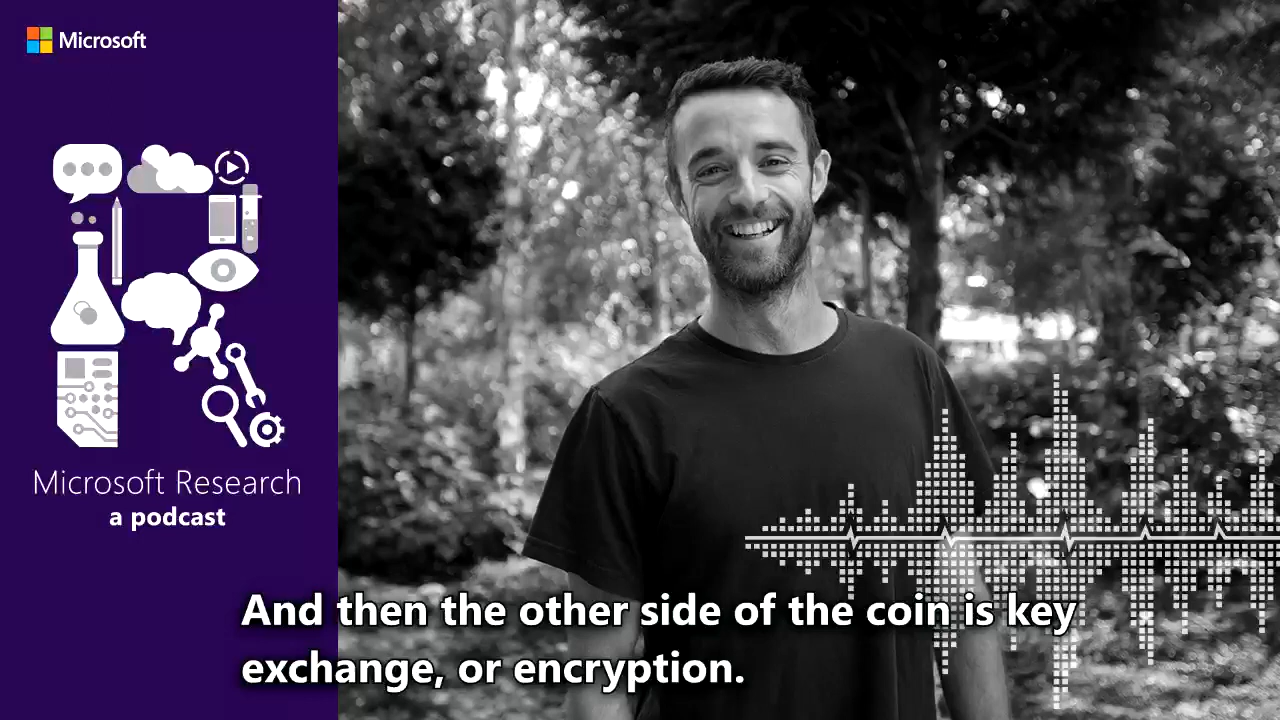 Microsoft
Microsoft Research
a podcast
And then the other side of the coin is key
exchange, or encryption.